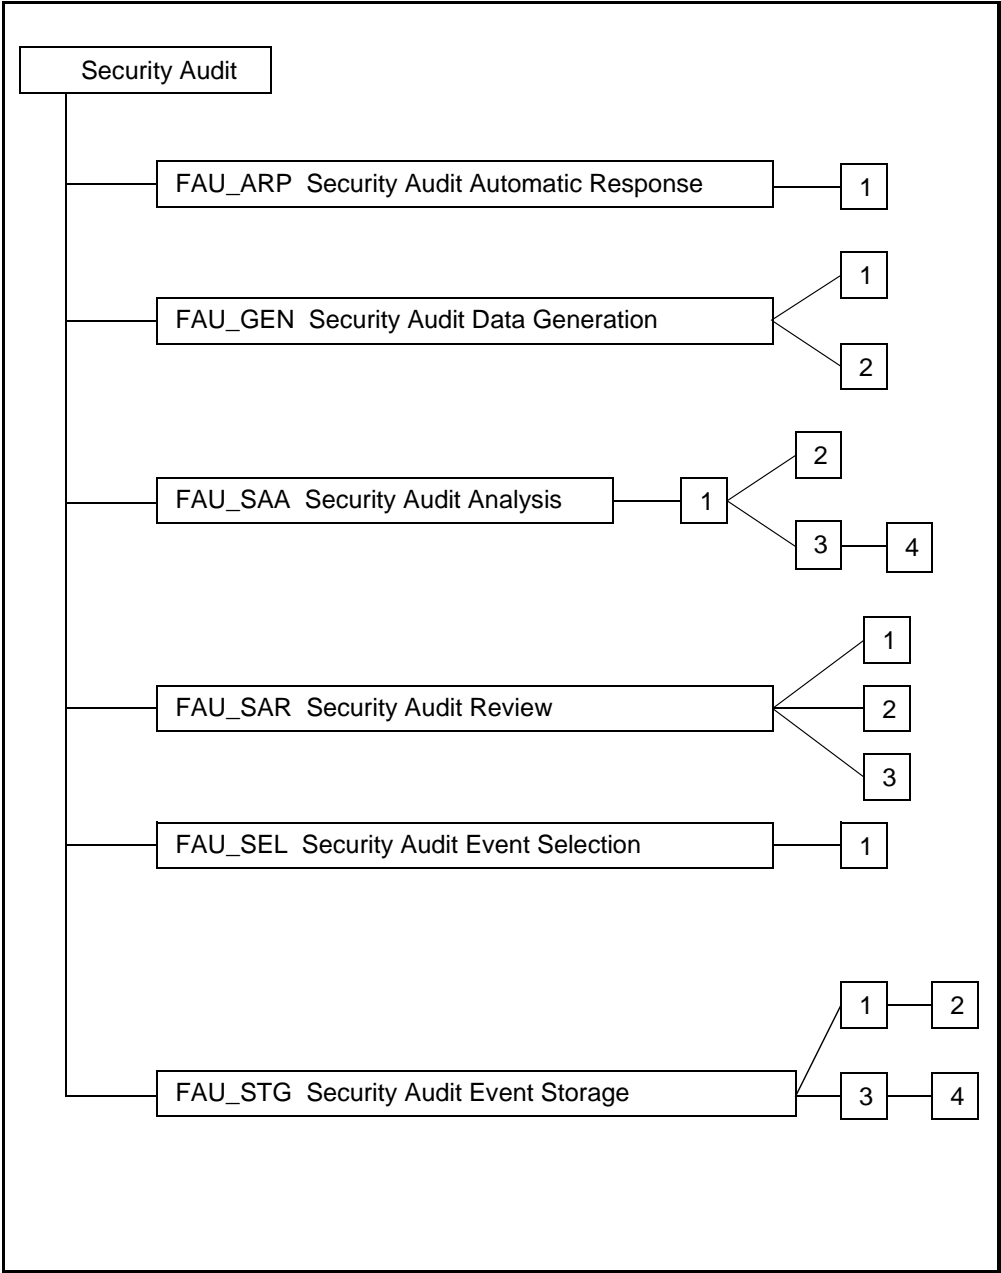 Security Audit
FAU_ARP Security Audit Automatic Response
1
1
FAU_GEN Security Audit Data Generation
2
2
FAU_SAA Security Audit Analysis
1
3
4
1
FAU_SAR Security Audit Review
2
3
FAU_SEL Security Audit Event Selection
1
1
2
FAU_STG Security Audit Event Storage
3
4